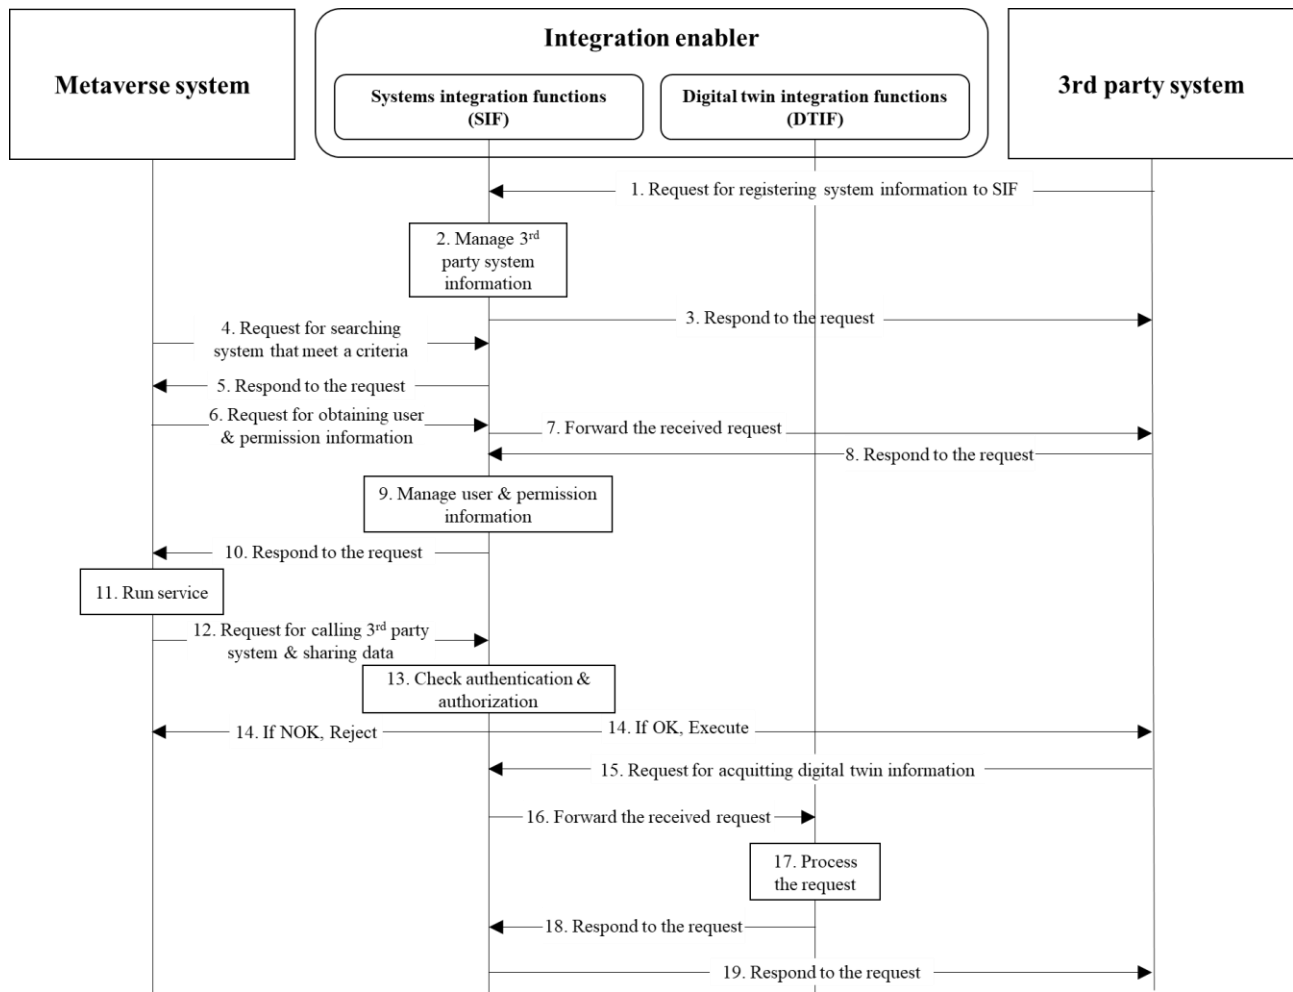 Metaverse system
Integration enabler
Systems integration functions
(SIF)
Digital twin integration functions
(DTIF)
3rd party system
1. Request for registering system information to SIF
2. Manage 3rd
party system
information
3. Respond to the request
4. Request for searching
system that meet a criteria
5. Respond to the request
6. Request for obtaining user
& permission information
7. Forward the received request
8. Respond to the request
9. Manage user & permission
information
10. Respond to the request
11. Run service
12. Request for calling 3rd party
system & sharing data
13. Check authentication &
authorization
14. If NOK, Reject
14. If OK, Execute
15. Request for acquitting digital twin information
16. Forward the received request
17. Process
the request
18. Respond to the request
19. Respond to the request